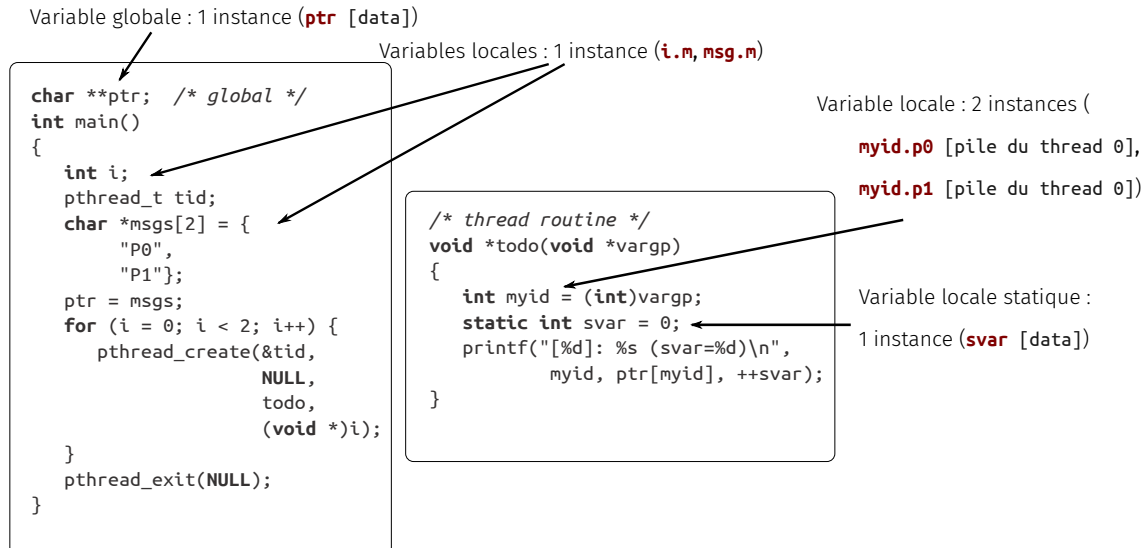 Variable globale : 1 instance (ptr [data])
Variables locales : 1 instance (i.m, msg.m)
char **ptr;  /* global */
int main()
{
   int i;
   pthread_t tid;
   char *msgs[2] = {
        "P0",
        "P1"};
   ptr = msgs;
   for (i = 0; i < 2; i++) {
      pthread_create(&tid,
                     NULL,
                     todo,
                     (void *)i);
   }
   pthread_exit(NULL);
}
/* thread routine */
void *todo(void *vargp)
{
   int myid = (int)vargp;
   static int svar = 0;
   printf("[%d]: %s (svar=%d)\n",
          myid, ptr[myid], ++svar);
}
Variable locale : 2 instances (
myid.p0 [pile du thread 0],
myid.p1 [pile du thread 0])
Variable locale statique :
1 instance (svar [data])